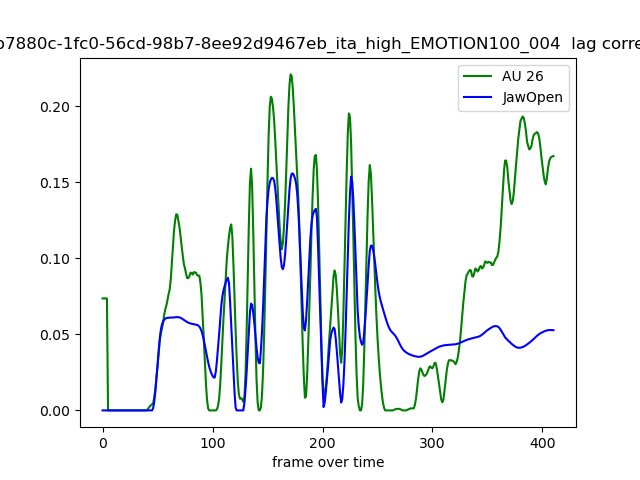 b7880c-1fc0-56cd-98b7-8ee92d9467eb_ita_high_EMOTION100_004 lag corre
AU 26
JawOpen
0.20
0.15
0.10
0.05
0.00
0 100 200 300 400
frame over time